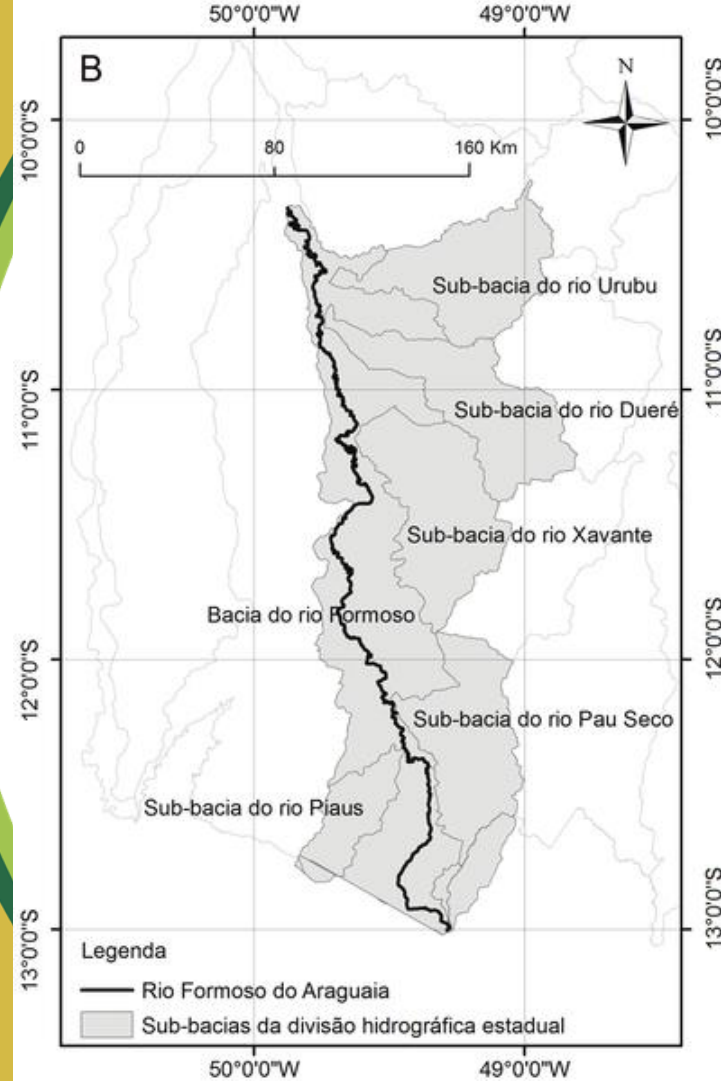 50°0'0"W 49°0'0"W
B
N
10°0'0"S 10°0'0"S
0 80 160 Km
Sub-bacia do rio Urubu
11°0'0"S 11°0'0"S
Sub-bacia do rio Dueré
Sub-bacia do rio Xavante
Bacia do rio Formoso
12°0'0"S 12°0'0"S
Sub-bacia do rio Pau Seco
Sub-bacia do rio Piaus
13°0'0"S 13°0'0"S
Legenda
Rio Formoso do Araguaia
Sub-bacias da divisão hidrográfica estadual
50°0'0"W 49°0'0"W